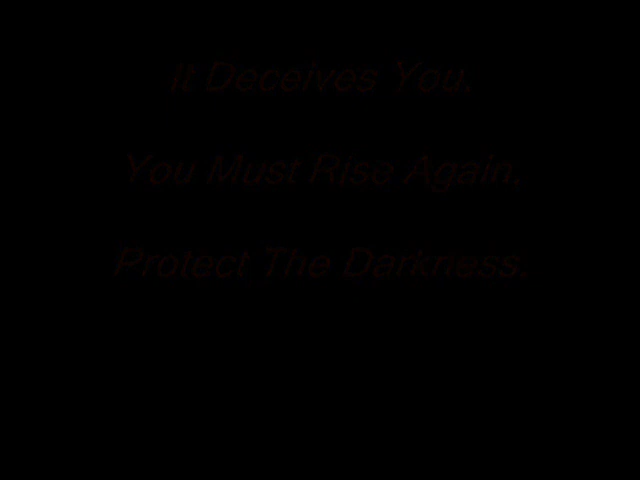 It Deceives You.
You Must Rise Again.
Protect The Darkness.